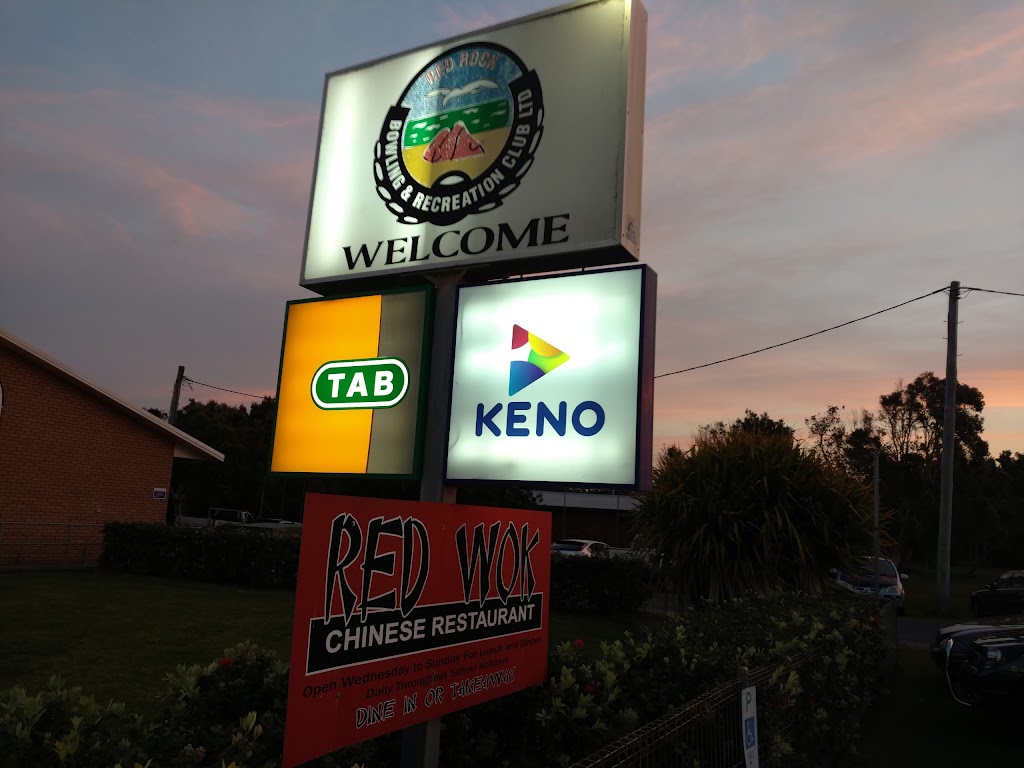 RED ROCK
BOWLING & RECREATION CLUB LTD
WELCOME
TAB
KENO
RED WOK
CHINESE RESTAURANT
Open Wednesday to Sunday For Lunch and Dinner
Daily Throughout School Holidays
DINE IN OR TAKEAWAY
P